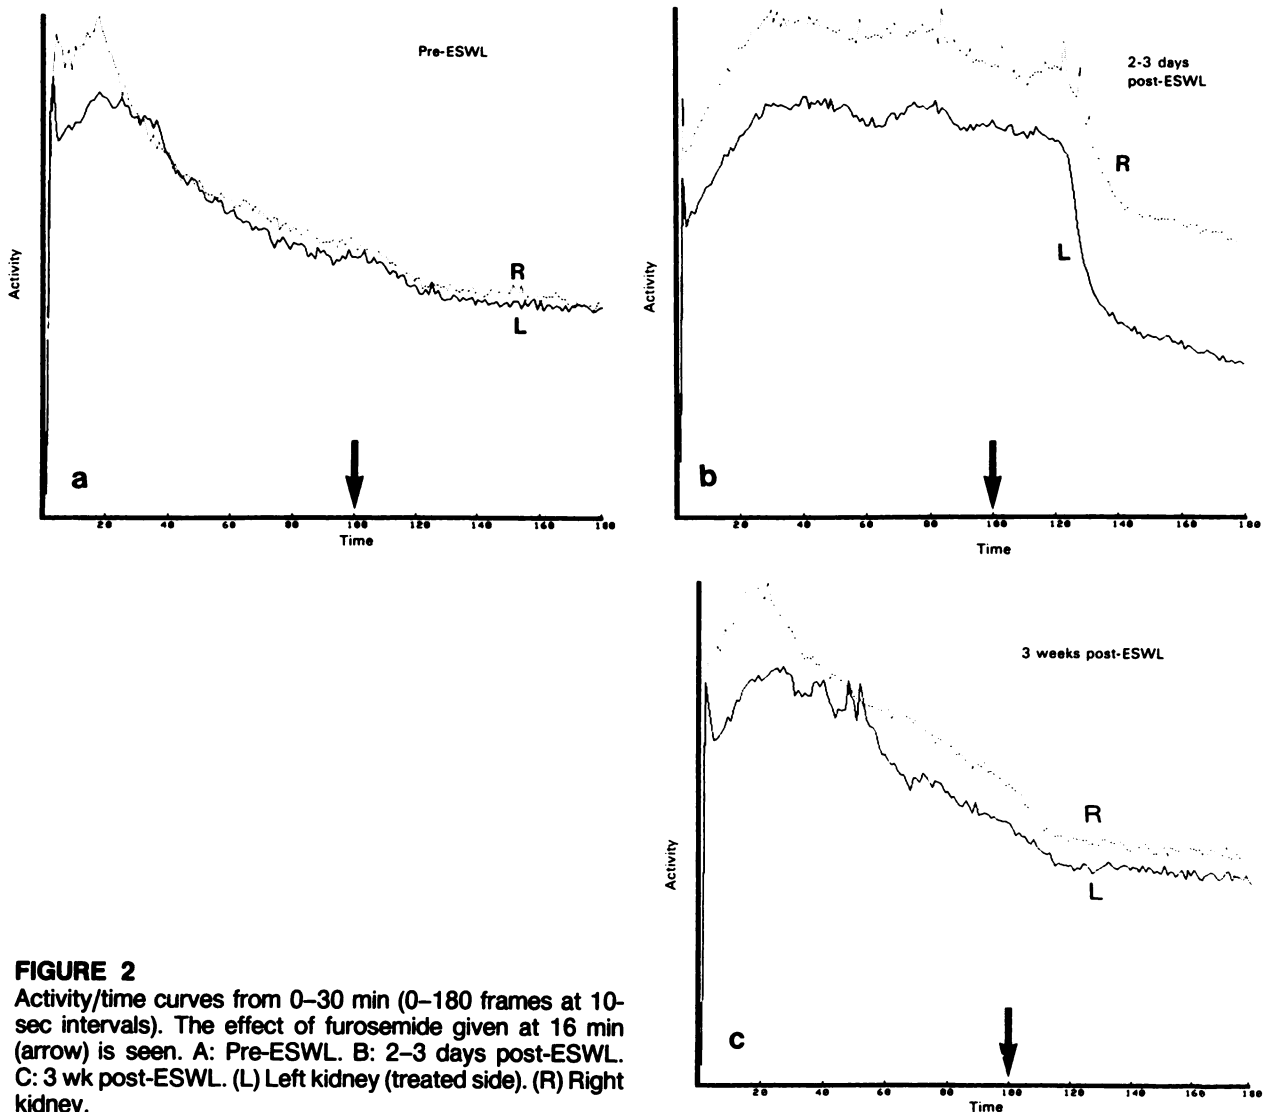 Pre-ESWL
Activity
R
L
a
20 40 60 80 100 120 140 160 180
Time
2-3 days
post-ESWL
Activity
R
L
b
20 40 60 80 100 120 140 160 180
Time
3 weeks post-ESWL
Activity
R
L
c
20 40 60 80 100 120 140 160 180
Time
FIGURE 2
Activity/time curves from 0–30 min (0–180 frames at 10-
sec intervals). The effect of furosemide given at 16 min
(arrow) is seen. A: Pre-ESWL. B: 2–3 days post-ESWL.
C: 3 wk post-ESWL. (L) Left kidney (treated side). (R) Right
kidney.